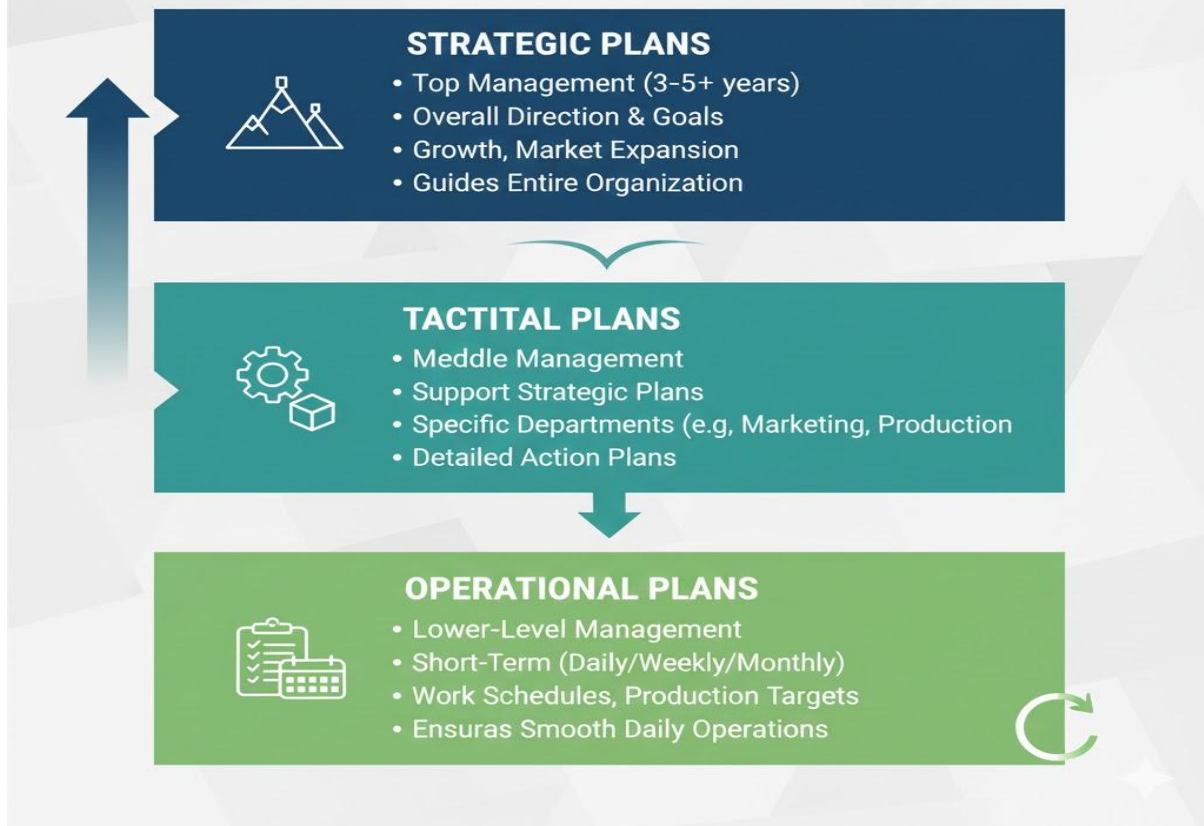 STRATEGIC PLANS
• Top Management (3-5+ years)
• Overall Direction & Goals
• Growth, Market Expansion
• Guides Entire Organization
TACTITAL PLANS
• Meddle Management
• Support Strategic Plans
• Specific Departments (e.g, Marketing, Production
• Detailed Action Plans
OPERATIONAL PLANS
• Lower-Level Management
• Short-Term (Daily/Weekly/Monthly)
• Work Schedules, Production Targets
• Ensuras Smooth Daily Operations